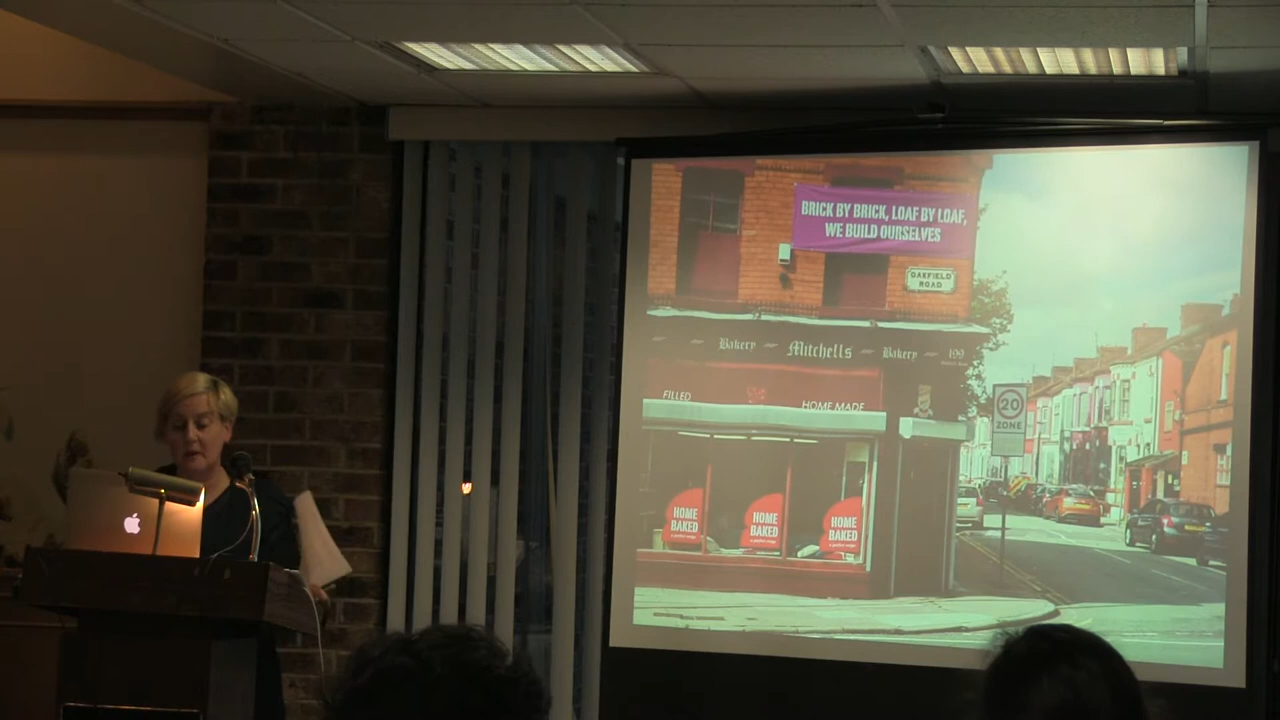 BRICK BY BRICK, LOAF BY LOAF,
WE BUILD OURSELVES
OAKFIELD
ROAD
Bakery Mitchells Bakery 199
FILLED
HOME MADE
20
ZONE
HOME
BAKED
HOME
BAKED
HOME
BAKED